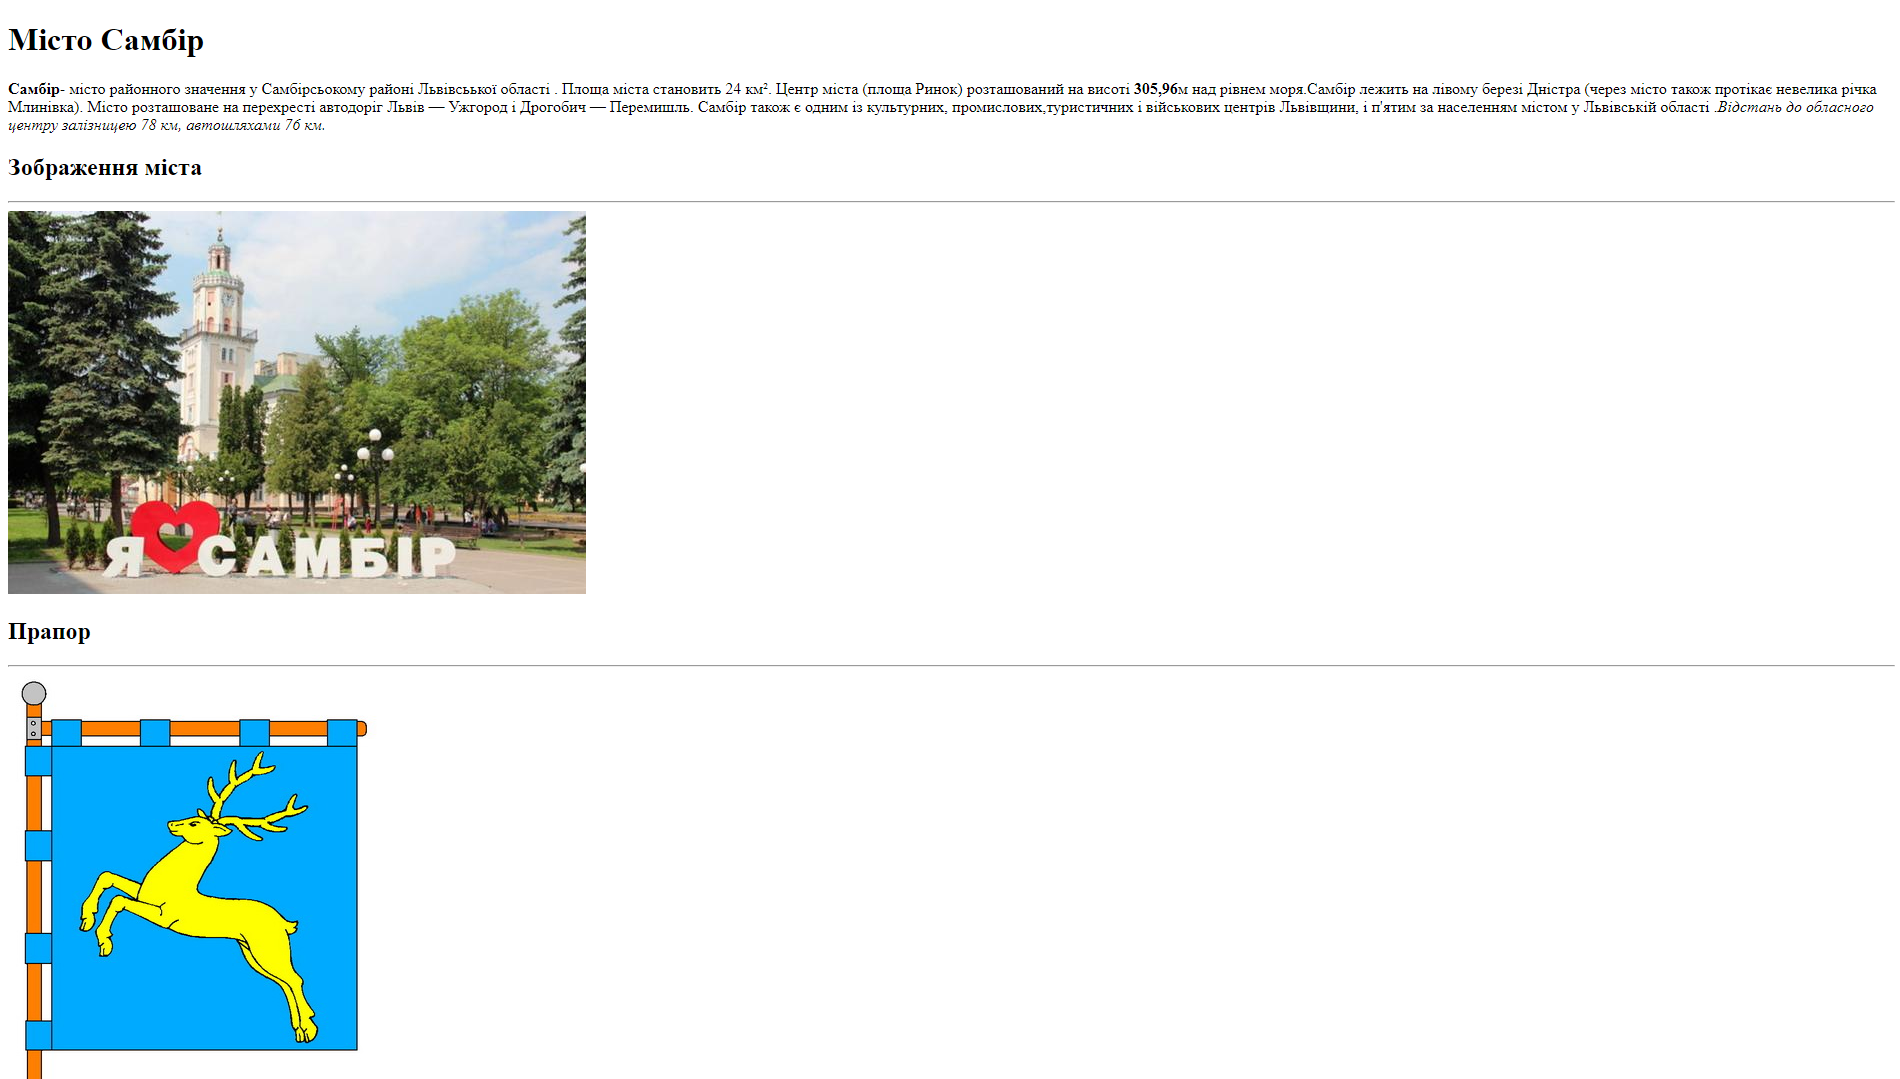 Місто Самбір
Самбір- місто районного значення у Самбірсьокому районі Львівсььої області . Площа міста становить 24 км². Центр міста (площа Ринок) розташований на висоті 305,96м над рівнем моря.Самбір лежить на лівому березі Дністра (через місто також протікає невелика річка
Млинівка). Місто розташоване на перехресті автодоріг Львів — Ужгород і Дрогобич — Перемишль. Самбір також є одним із культурних, промислових,туристичних і військових центрів Львівщини, і п'ятим за населенням містом у Львівській області .Відстань до обласного
центру залізницею 78 км, автошляхами 76 км.
Зображення міста
Я САМБІР
Прапор